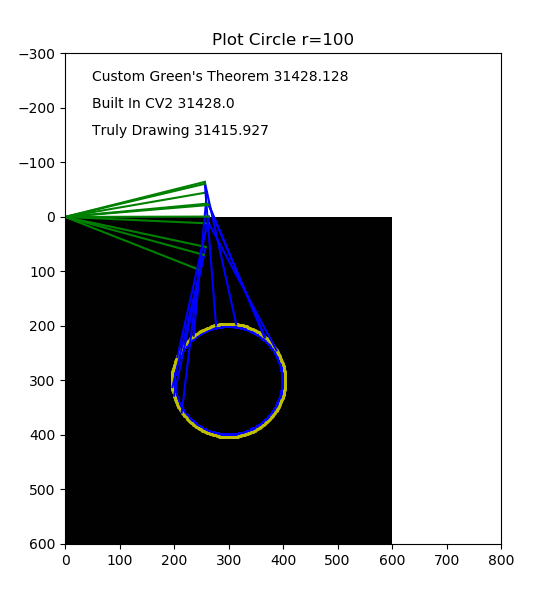 Plot Circle r=100
−300
Custom Green's Theorem 31428.128
Built In CV2 31428.0
−200
Truly Drawing 31415.927
−100
0
100
200
300
400
500
600
0 100 200 300 400 500 600 700 800